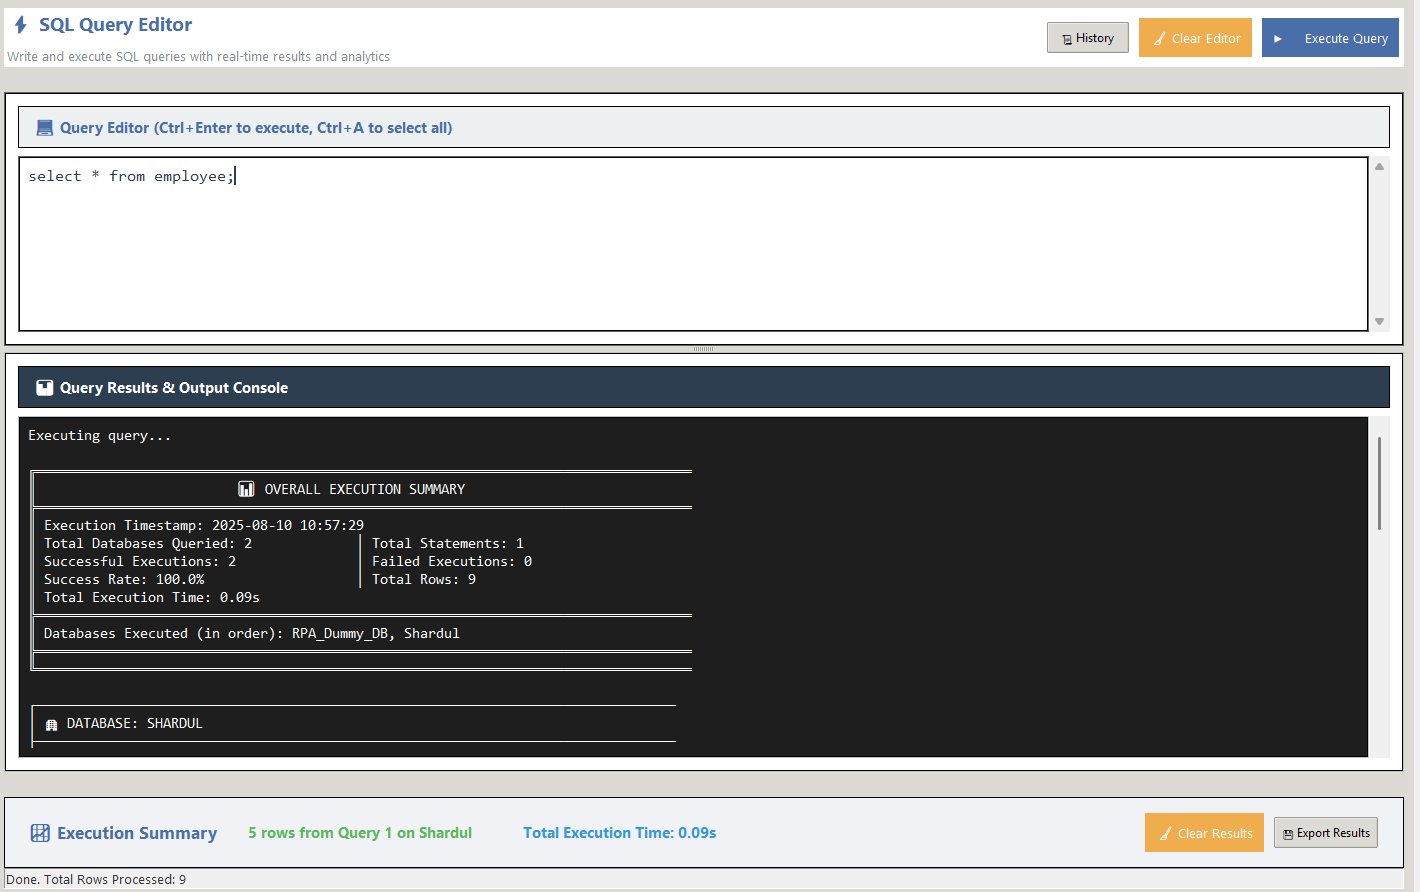 SQL Query Editor
Write and execute SQL queries with real-time results and analytics
History
Clear Editor
Execute Query
Query Editor (Ctrl+Enter to execute, Ctrl+A to select all)
select * from employee;
Query Results & Output Console
Executing query...
OVERALL EXECUTION SUMMARY
Execution Timestamp: 2025-08-10 10:57:29
Total Databases Queried: 2 Total Statements: 1
Successful Executions: 2 Failed Executions: 0
Success Rate: 100.0% Total Rows: 9
Total Execution Time: 0.09s
Databases Executed (in order): RPA_Dummy_DB, Shardul
DATABASE: SHARDUL
Execution Summary
5 rows from Query 1 on Shardul
Total Execution Time: 0.09s
Clear Results
Export Results
Done. Total Rows Processed: 9